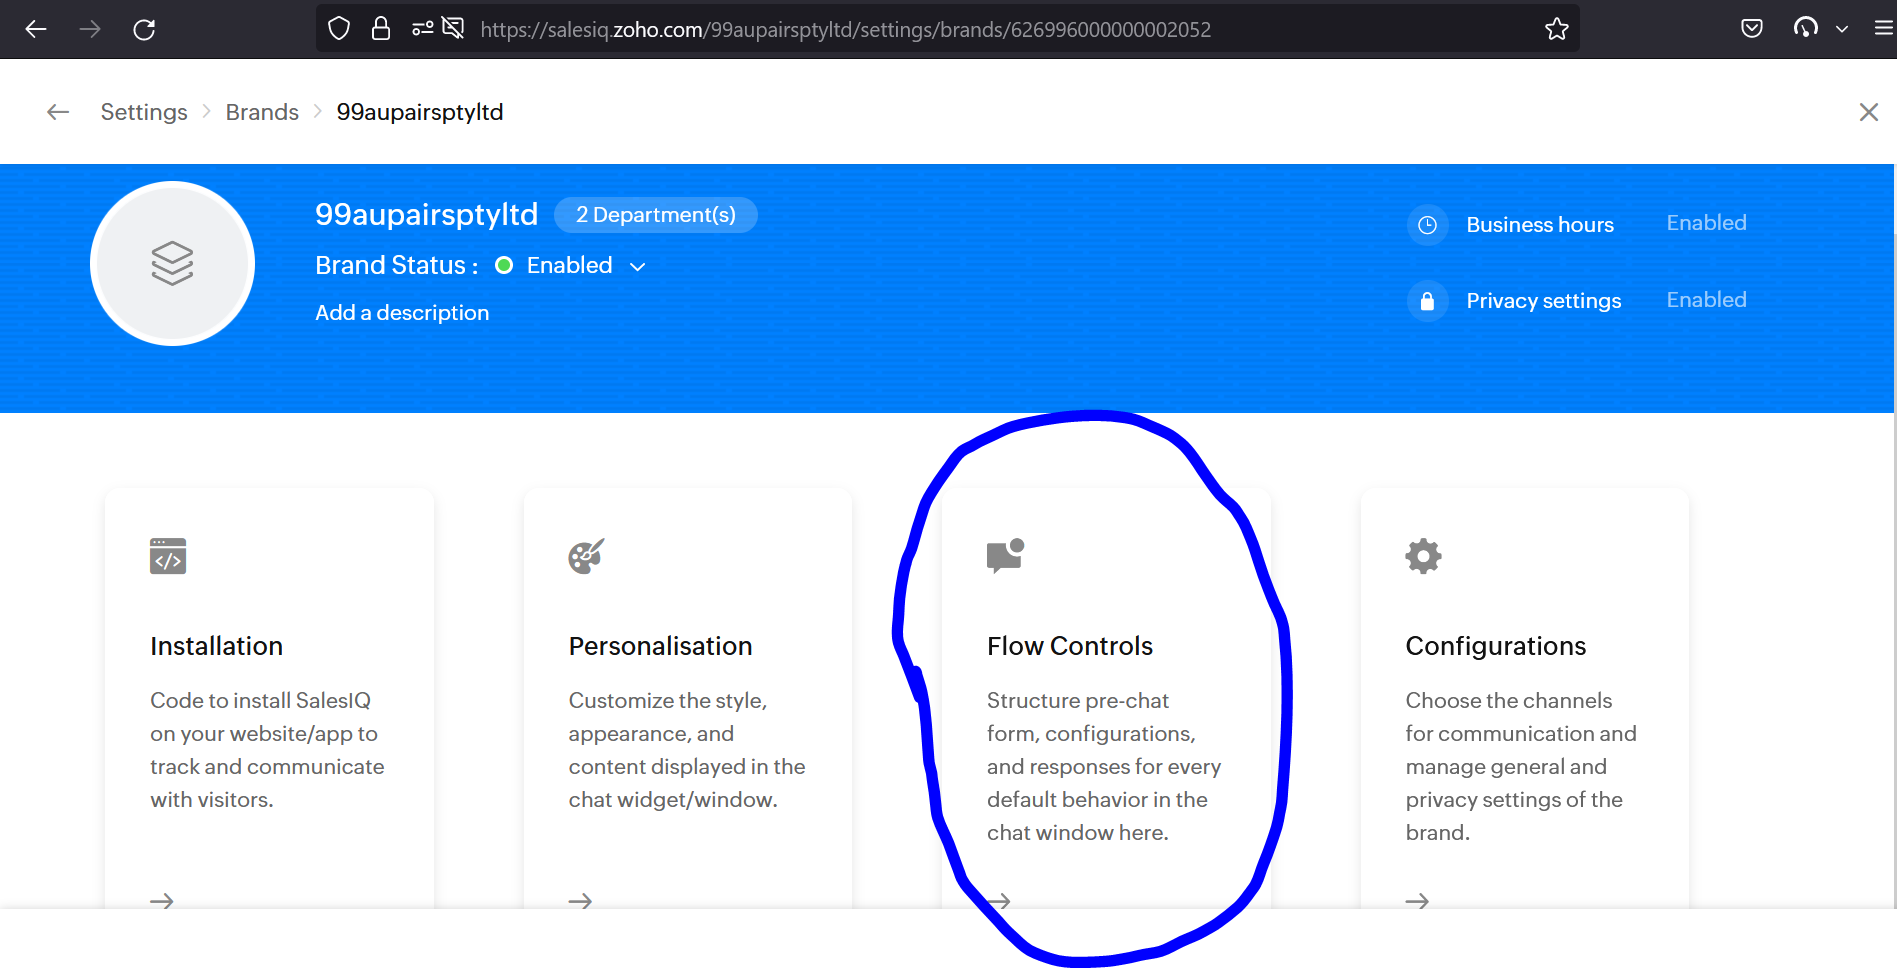 https://salesiq.zoho.com/99aupairsptyltd/settings/brands/626996000000002052
Settings Brands 99aupairsptyltd
99aupairsptyltd 2 Department(s)
Brand Status : Enabled
Add a description
Business hours Enabled
Privacy settings Enabled
</>
Installation
Code to install SalesIQ
on your website/app to
track and communicate
with visitors.
Personalisation
Customize the style,
appearance, and
content displayed in the
chat widget/window.
Flow Controls
Structure pre-chat
form, configurations,
and responses for every
default behavior in the
chat window here.
Configurations
Choose the channels
for communication and
manage general and
privacy settings of the
brand.